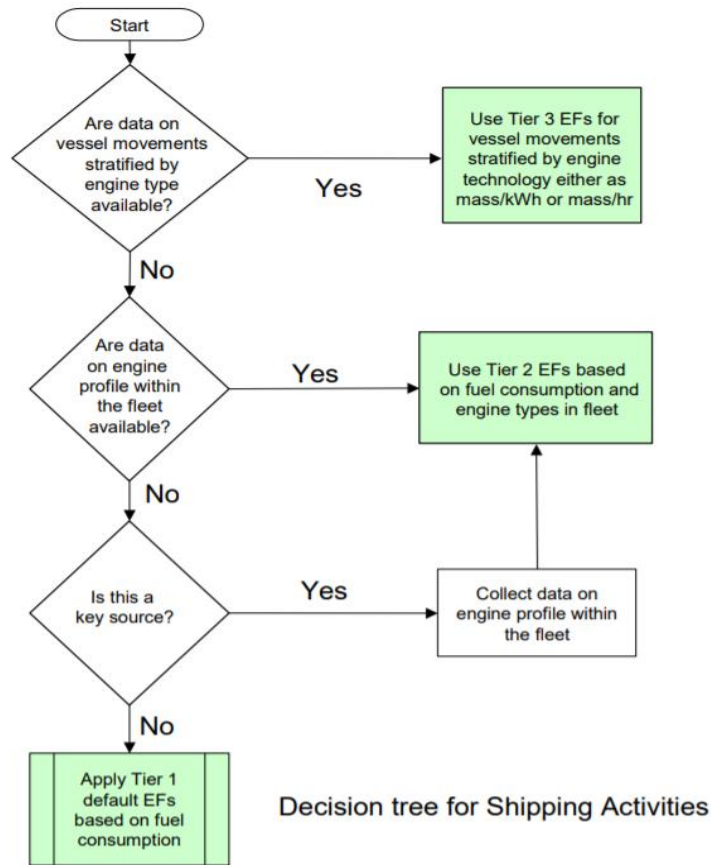 Start
Are data on
vessel movements
stratified by
engine type
available?
Yes
Use Tier 3 EFs for
vessel movements
stratified by engine
technology either as
mass/kWh or mass/hr
No
Are data
on engine
profile within
the fleet
available?
Yes
Use Tier 2 EFs based
on fuel consumption and
engine types in fleet
No
Is this a
key source?
Yes
Collect data on
engine profile within
the fleet
No
Apply Tier 1
default EFs
based on fuel
consumption
Decision tree for Shipping Activities